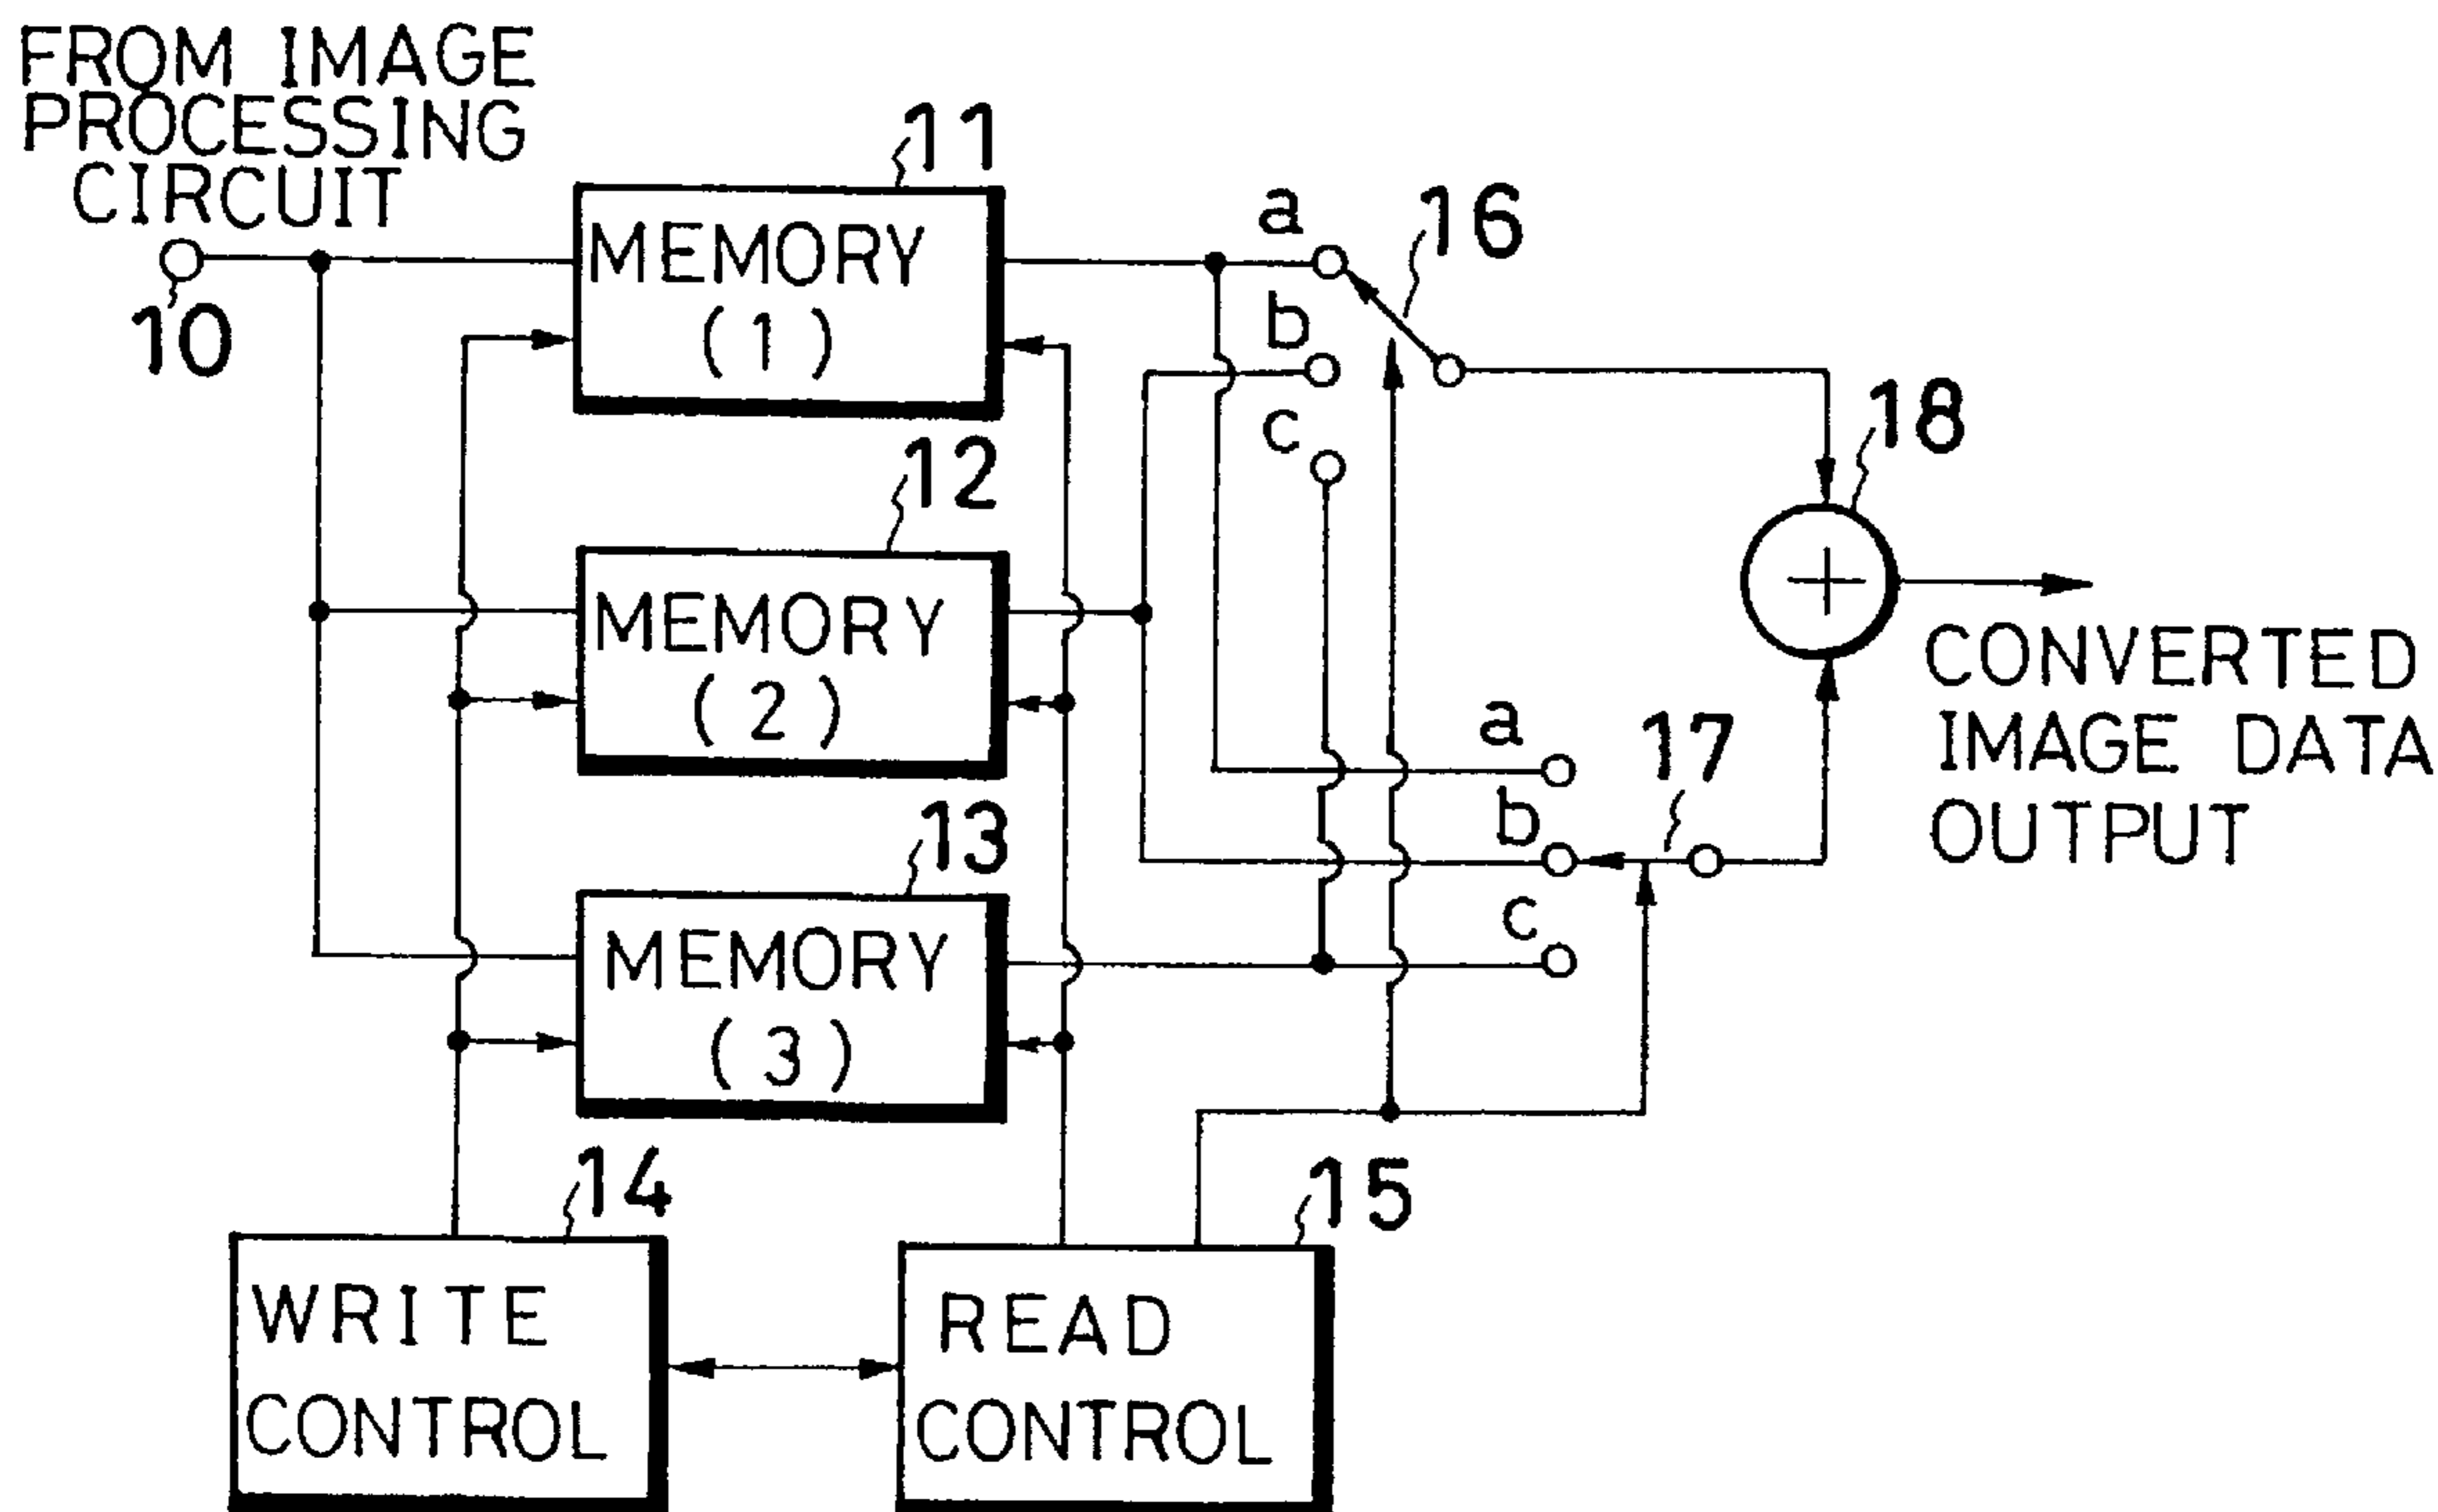 FROM IMAGE
PROCESSING
CIRCUIT
10
11
MEMORY
(1)
12
MEMORY
(2)
13
MEMORY
(3)
a
b
c
16
18
a
b
c
17
CONVERTED
IMAGE DATA
OUTPUT
14
WRITE
CONTROL
15
READ
CONTROL